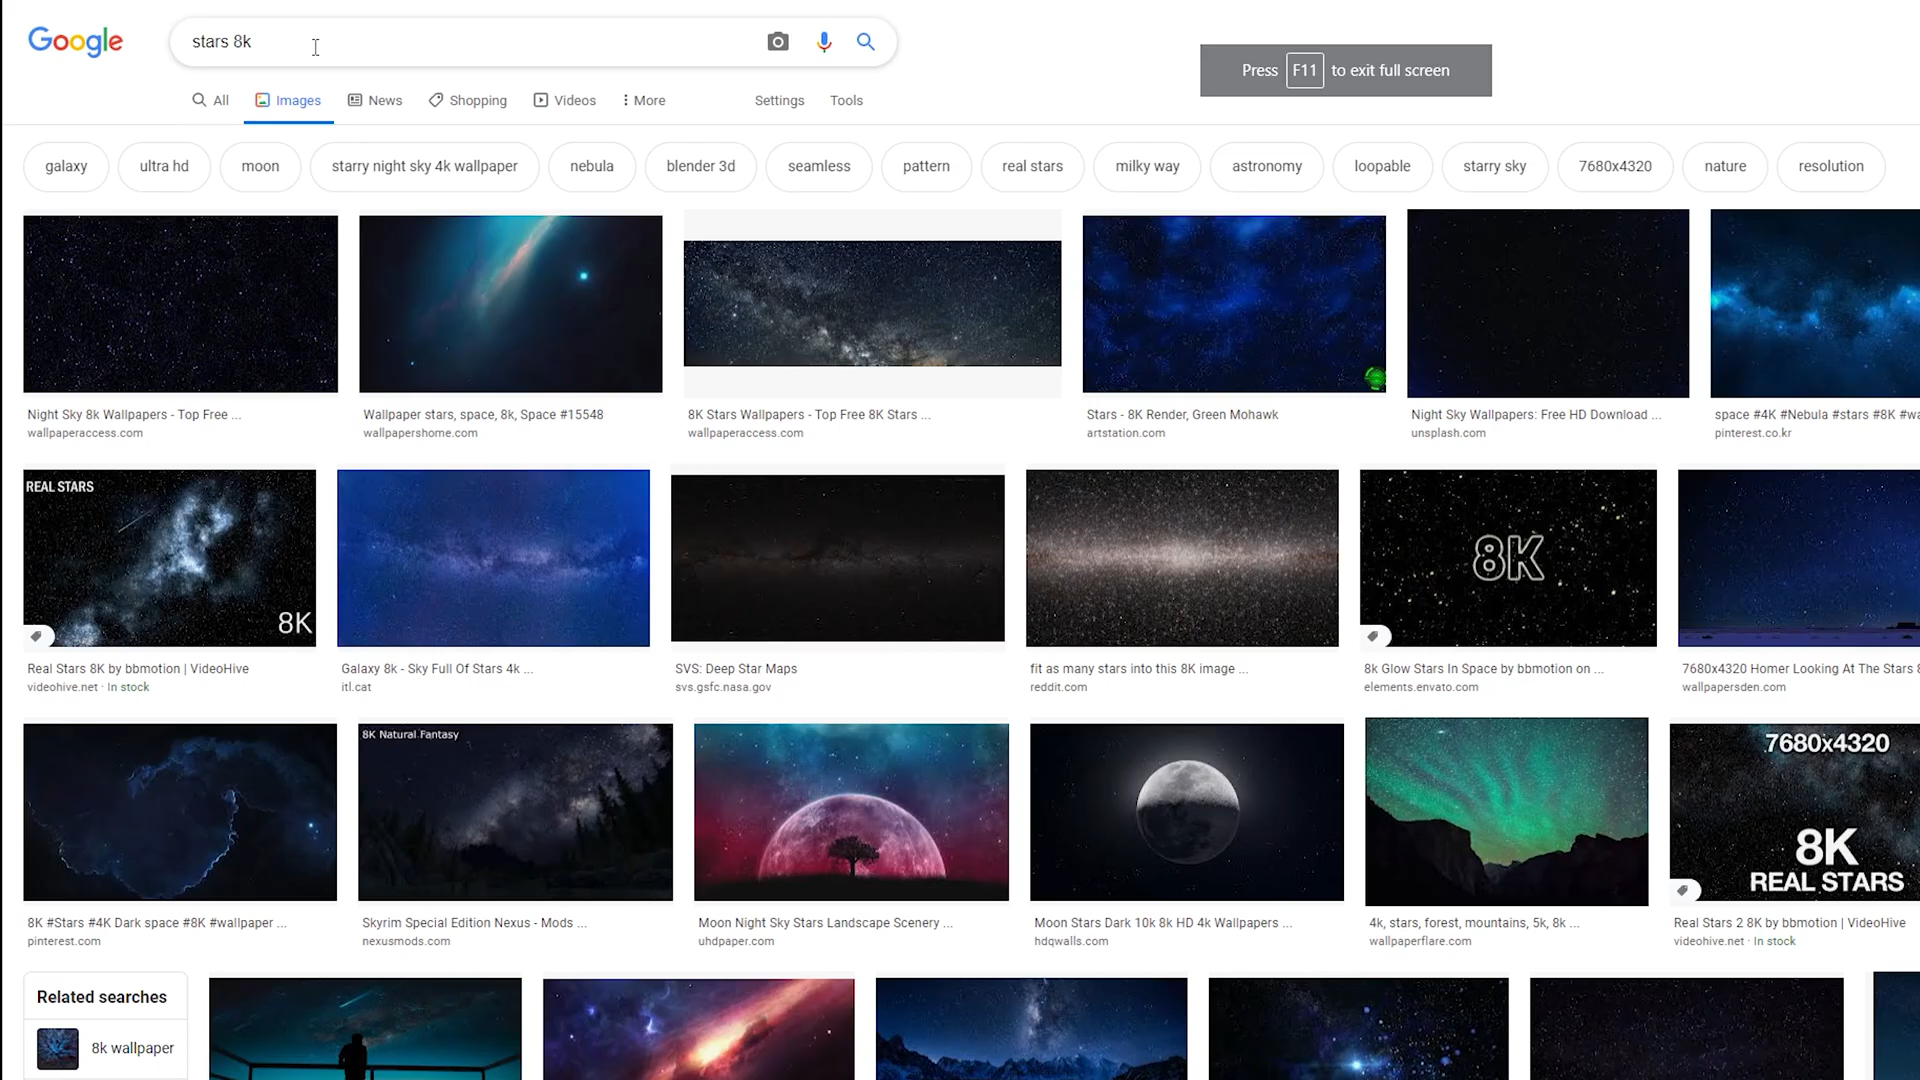 Google
stars 8k
Press F11 to exit full screen
All Images News Shopping Videos More Settings Tools
galaxy ultra hd moon starry night sky 4k wallpaper nebula blender 3d seamless pattern real stars milky way astronomy loopable starry sky 7680x4320 nature resolution
Night Sky 8k Wallpapers - Top Free ...
wallpaperaccess.com
Wallpaper stars, space, 8k, Space #15548
wallpapershome.com
8K Stars Wallpapers - Top Free 8K Stars ...
wallpaperaccess.com
Stars - 8K Render, Green Mohawk
artstation.com
Night Sky Wallpapers: Free HD Download ...
unsplash.com
space #4K #Nebula #stars #8K #wa
pinterest.co.kr
REAL STARS
8K
Real Stars 8K by bbmotion | VideoHive
videohive.net · In stock
Galaxy 8k - Sky Full Of Stars 4k ...
itl.cat
SVS: Deep Star Maps
svs.gsfc.nasa.gov
fit as many stars into this 8K image ...
reddit.com
8K
8k Glow Stars In Space by bbmotion on ...
elements.envato.com
7680x4320 Homer Looking At The Stars 8
wallpapersden.com
8K #Stars #4K Dark space #8K #wallpaper ...
pinterest.com
8K Natural Fantasy
Skyrim Special Edition Nexus - Mods ...
nexusmods.com
Moon Night Sky Stars Landscape Scenery ...
uhdpaper.com
Moon Stars Dark 10k 8k HD 4k Wallpapers ...
hdqwalls.com
4k, stars, forest, mountains, 5k, 8k ...
wallpaperflare.com
7680x4320
8K
REAL STARS
Real Stars 2 8K by bbmotion | VideoHive
videohive.net · In stock
Related searches
8k wallpaper